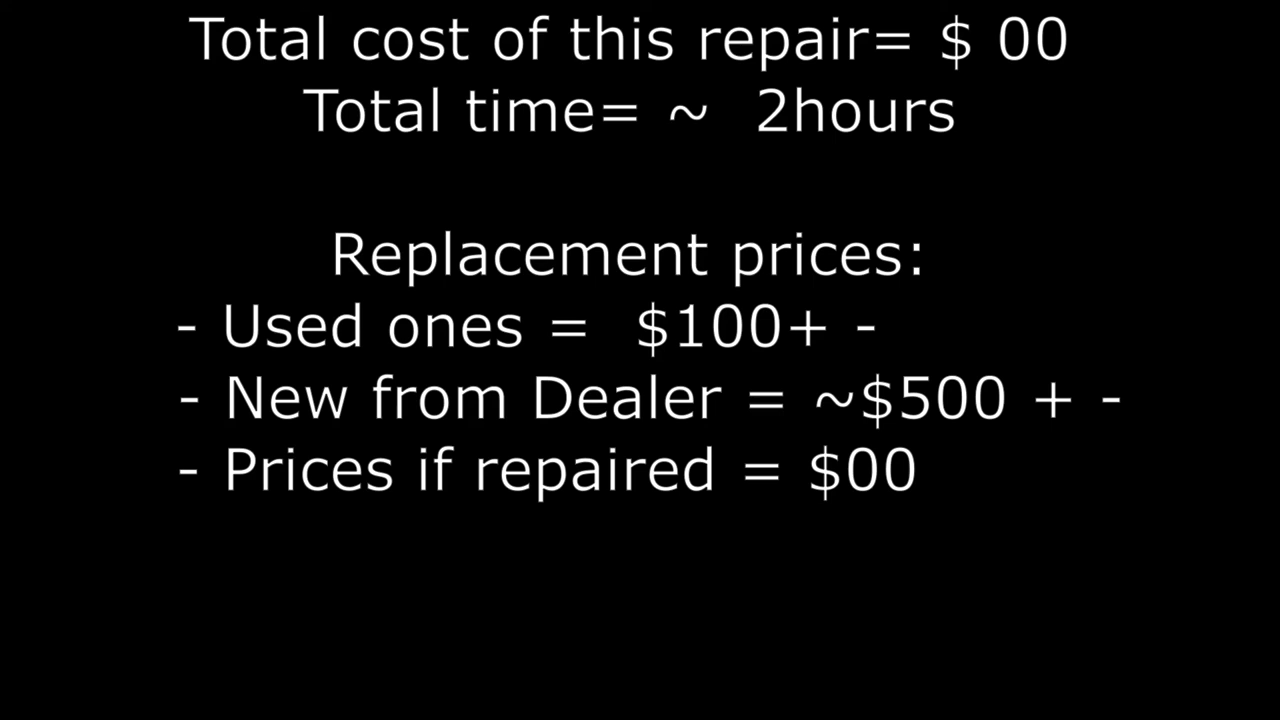 Total cost of this repair= $ 00
Total time= ~ 2hours
Replacement prices:
- Used ones = $100+ -
- New from Dealer = ~$500 + -
- Prices if repaired = $00